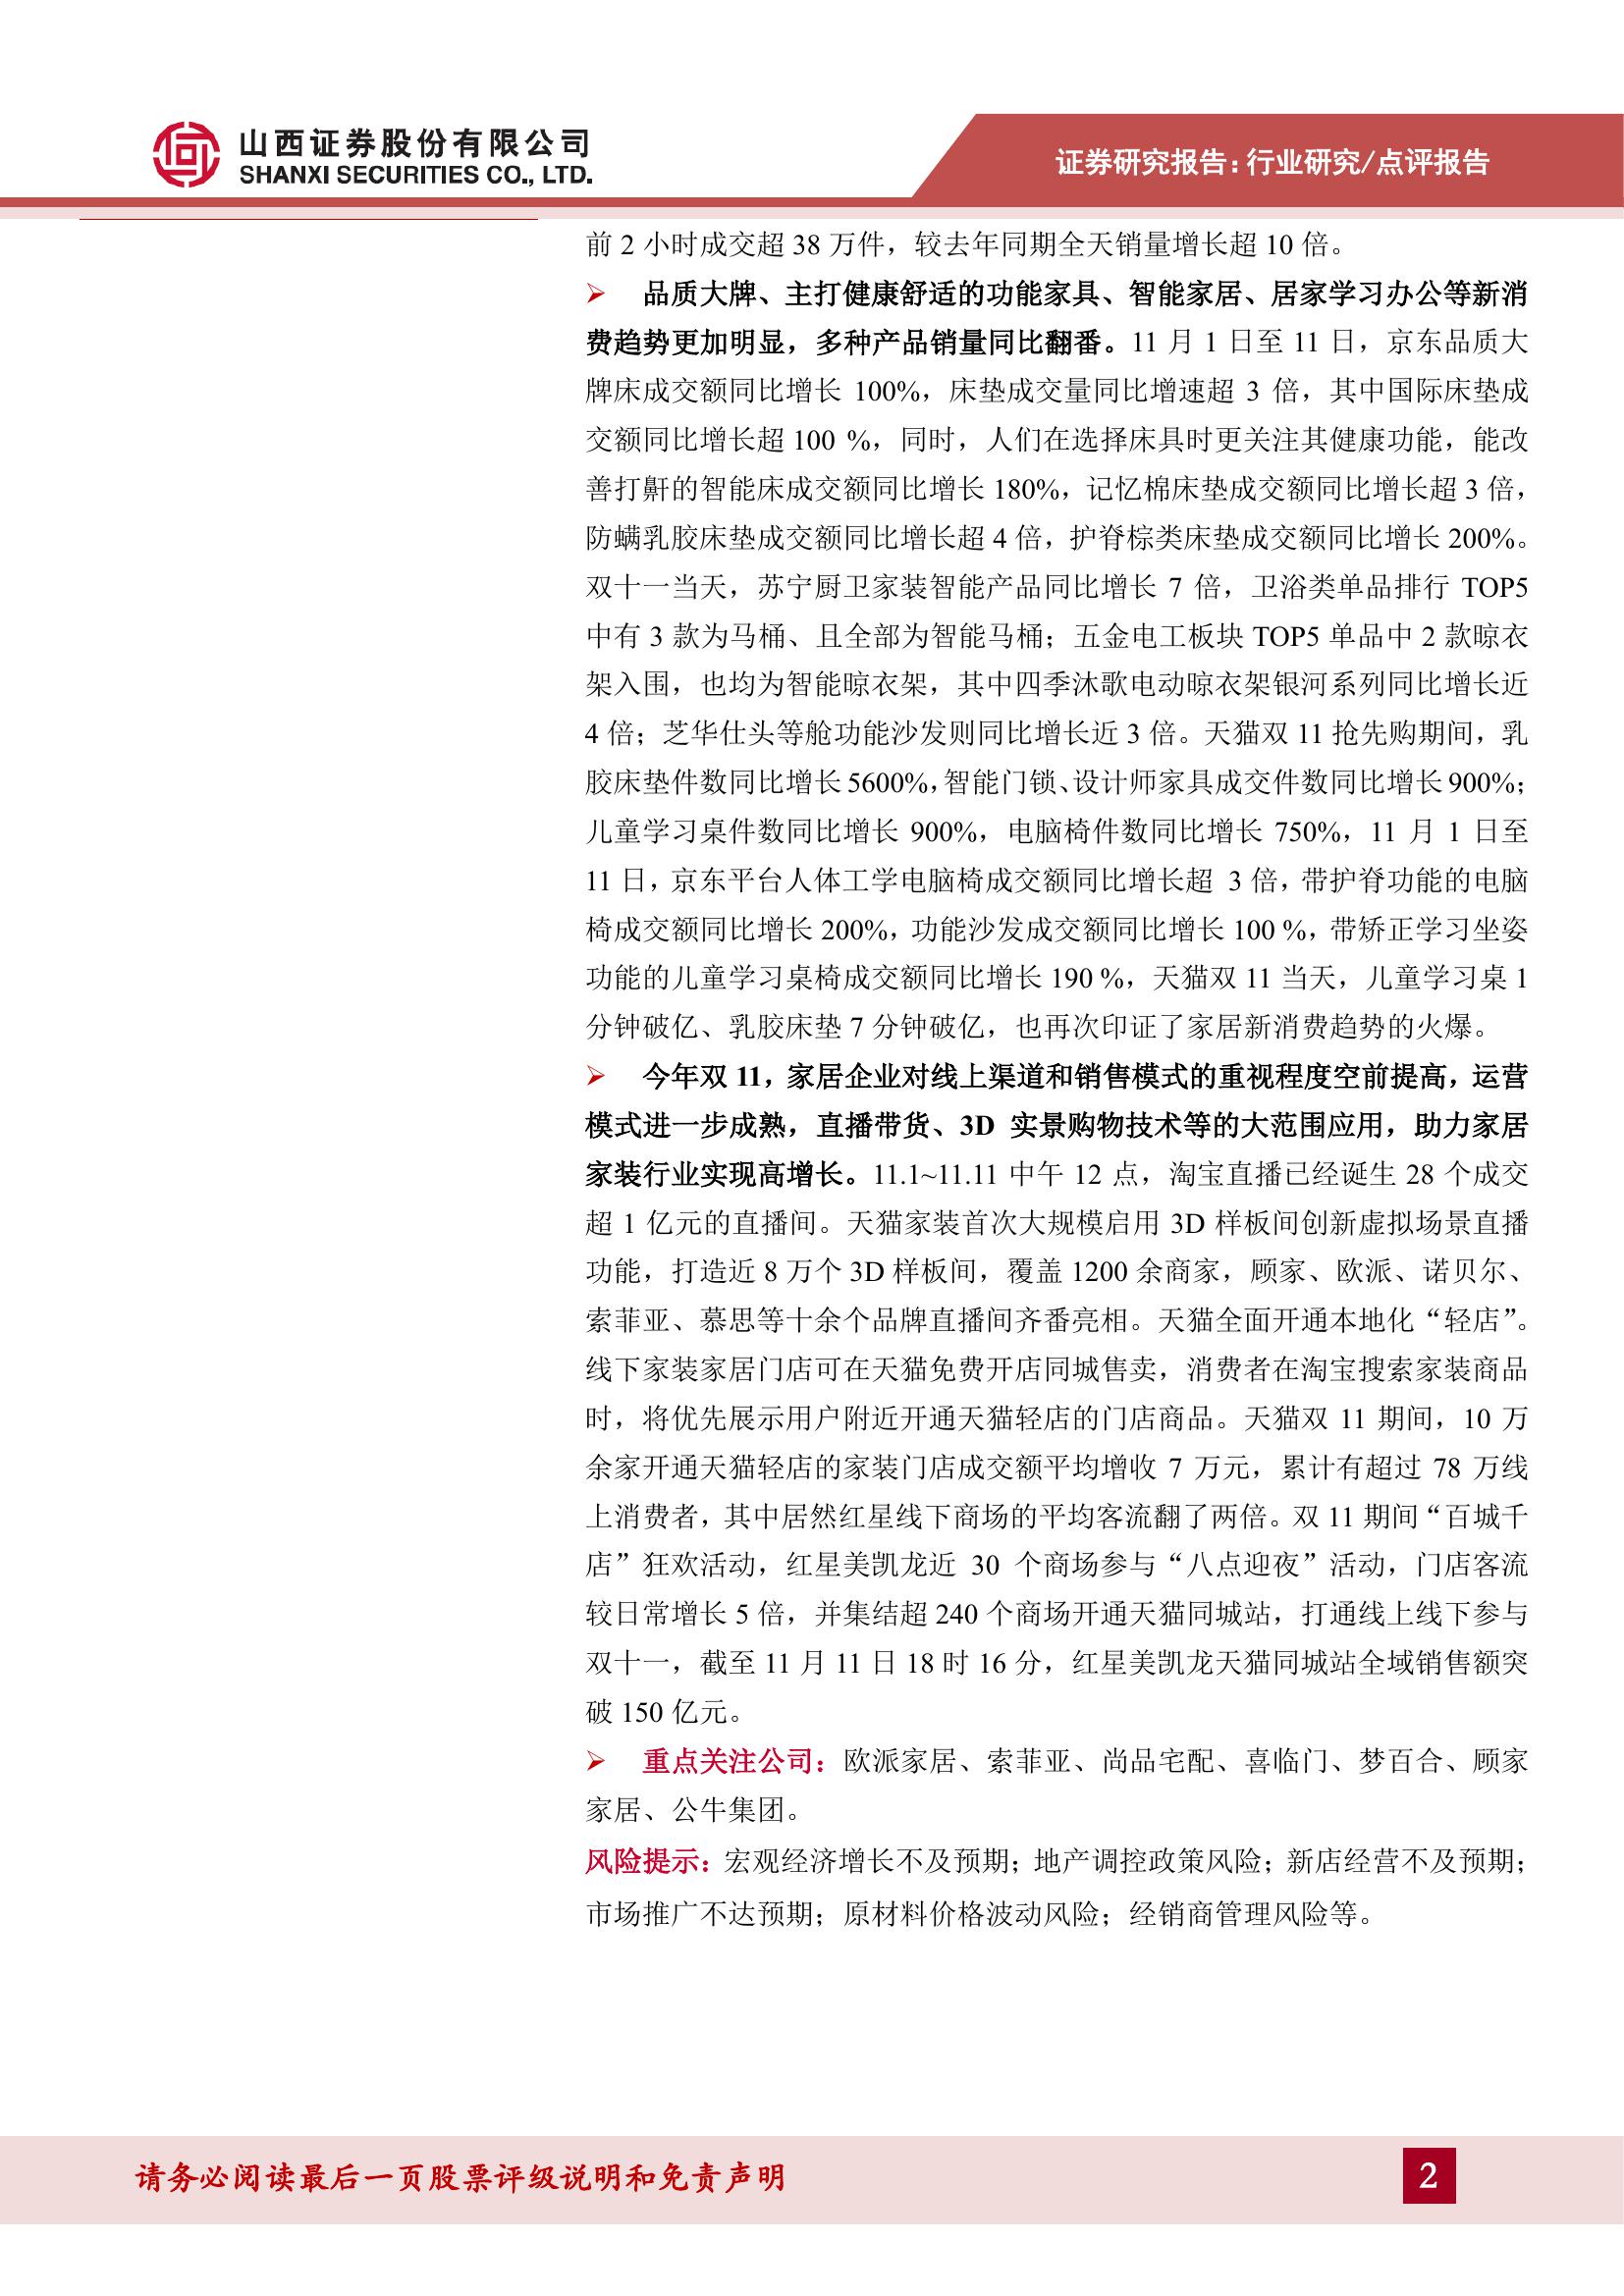 山西证券股份有限公司
SHANXI SECURITIES CO., LTD.
证券研究报告：行业研究/点评报告
前 2 小时成交超 38 万件，较去年同期全天销量增长超 10 倍。
➢ 品质大牌、主打健康舒适的功能家具、智能家居、居家学习办公等新消
费趋势更加明显，多种产品销量同比翻番。11 月 1 日至 11 日，京东品质大
牌床成交额同比增长 100%，床垫成交量同比增速超 3 倍，其中国际床垫成
交额同比增长超 100 %，同时，人们在选择床具时更关注其健康功能，能改
善打鼾的智能床成交额同比增长 180%，记忆棉床垫成交额同比增长超 3 倍，
防螨乳胶床垫成交额同比增长超 4 倍，护脊棕类床垫成交额同比增长 200%。
双十一当天，苏宁厨卫家装智能产品同比增长 7 倍，卫浴类单品排行 TOP5
中有 3 款为马桶、且全部为智能马桶；五金电工板块 TOP5 单品中 2 款晾衣
架入围，也均为智能晾衣架，其中四季沐歌电动晾衣架银河系列同比增长近
4 倍；芝华仕头等舱功能沙发则同比增长近 3 倍。天猫双 11 抢先购期间，乳
胶床垫件数同比增长 5600%，智能门锁、设计师家具成交件数同比增长 900%；
儿童学习桌件数同比增长 900%，电脑椅件数同比增长 750%，11 月 1 日至
11 日，京东平台人体工学电脑椅成交额同比增长超 3 倍，带护脊功能的电脑
椅成交额同比增长 200%，功能沙发成交额同比增长 100 %，带矫正学习坐姿
功能的儿童学习桌椅成交额同比增长 190 %，天猫双 11 当天，儿童学习桌 1
分钟破亿、乳胶床垫 7 分钟破亿，也再次印证了家居新消费趋势的火爆。
➢ 今年双 11，家居企业对线上渠道和销售模式的重视程度空前提高，运营
模式进一步成熟，直播带货、3D 实景购物技术等的大范围应用，助力家居
家装行业实现高增长。11.1~11.11 中午 12 点，淘宝直播已经诞生 28 个成交
超 1 亿元的直播间。天猫家装首次大规模启用 3D 样板间创新虚拟场景直播
功能，打造近 8 万个 3D 样板间，覆盖 1200 余商家，顾家、欧派、诺贝尔、
索菲亚、慕思等十余个品牌直播间齐番亮相。天猫全面开通本地化“轻店”。
线下家装家居门店可在天猫免费开店同城售卖，消费者在淘宝搜索家装商品
时，将优先展示用户附近开通天猫轻店的门店商品。天猫双 11 期间，10 万
余家开通天猫轻店的家装门店成交额平均增收 7 万元，累计有超过 78 万线
上消费者，其中居然红星线下商场的平均客流翻了两倍。双 11 期间“百城千
店”狂欢活动，红星美凯龙近 30 个商场参与“八点迎夜”活动，门店客流
较日常增长 5 倍，并集结超 240 个商场开通天猫同城站，打通线上线下参与
双十一，截至 11 月 11 日 18 时 16 分，红星美凯龙天猫同城站全域销售额突
破 150 亿元。
➢ 重点关注公司：欧派家居、索菲亚、尚品宅配、喜临门、梦百合、顾家
家居、公牛集团。
风险提示：宏观经济增长不及预期；地产调控政策风险；新店经营不及预期；
市场推广不达预期；原材料价格波动风险；经销商管理风险等。
请务必阅读最后一页股票评级说明和免责声明
2